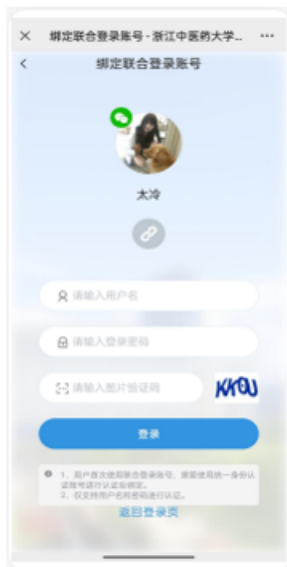 绑定联合登录账号 - 浙江中医药大学...
绑定联合登录账号
太冷
请输入用户名
请输入登录密码
请输入图片验证码
登录
1、用户首次使用联合登录账号，需要使用统一身份认
证账号进行认证后绑定。
2、仅支持用户名和密码进行认证。
返回登录页